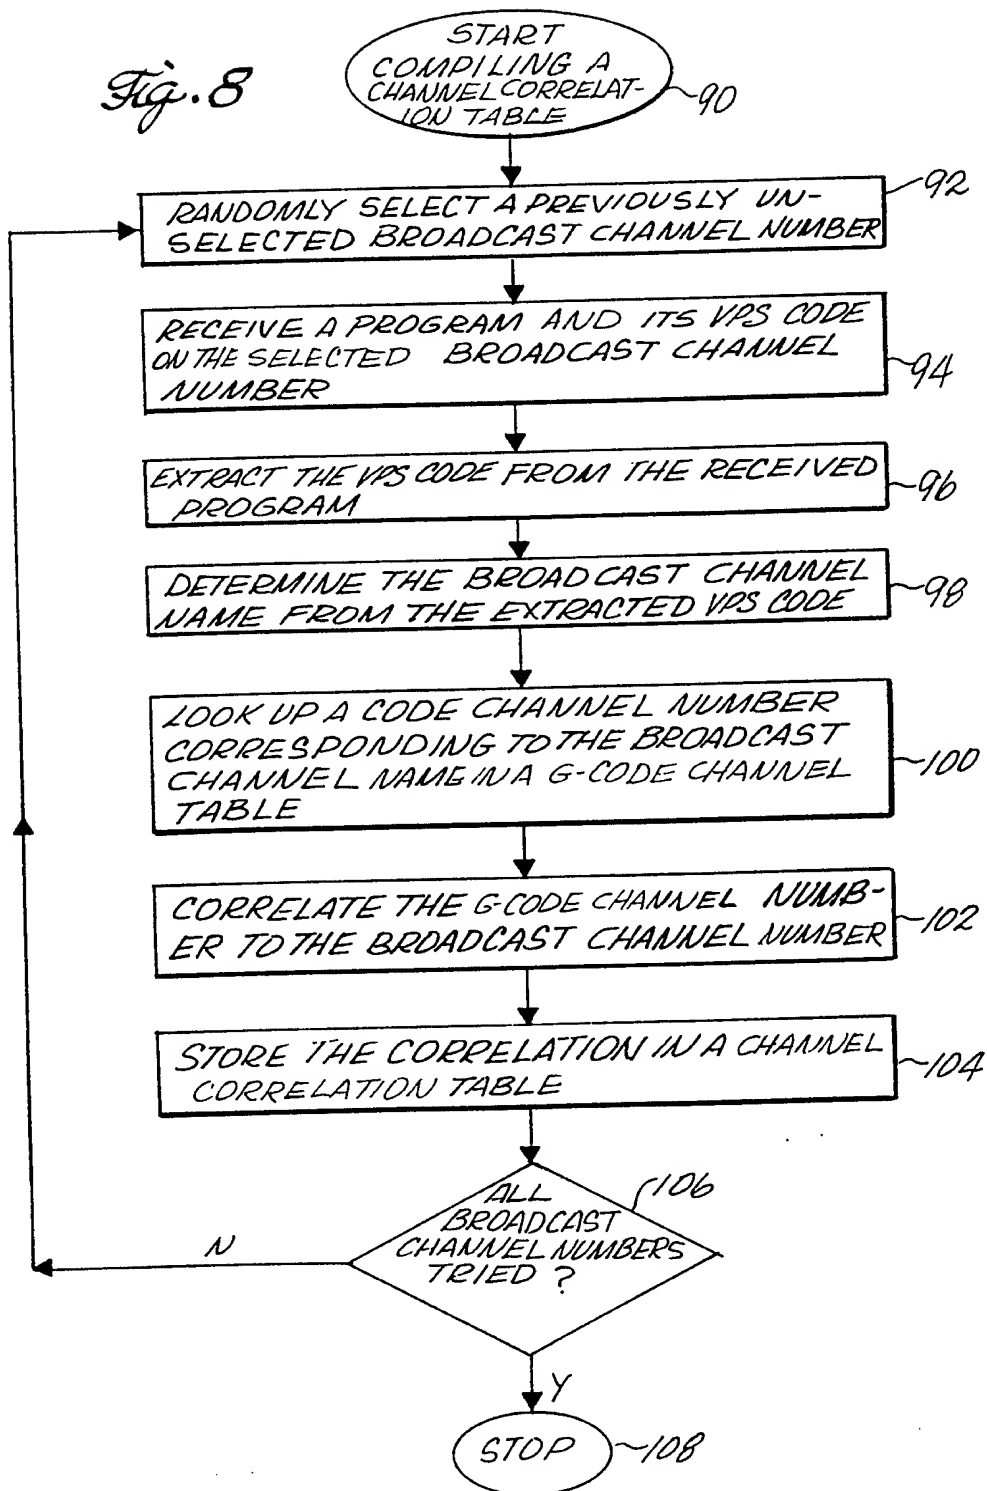 Fig. 8
START
COMPILING A
CHANNEL CORRELAT-
ION TABLE
90
RANDOMLY SELECT A PREVIOUSLY UN-
SELECTED BROADCAST CHANNEL NUMBER
92
RECEIVE A PROGRAM AND ITS VPS CODE
ON THE SELECTED BROADCAST CHANNEL
NUMBER
94
EXTRACT THE VPS CODE FROM THE RECEIVED
PROGRAM
96
DETERMINE THE BROADCAST CHANNEL
NAME FROM THE EXTRACTED VPS CODE
98
LOOK UP A CODE CHANNEL NUMBER
CORRESPONDING TO THE BROADCAST
CHANNEL NAME IN A G-CODE CHANNEL
TABLE
100
CORRELATE THE G-CODE CHANNEL NUMB-
ER TO THE BROADCAST CHANNEL NUMBER
102
STORE THE CORRELATION IN A CHANNEL
CORRELATION TABLE
104
ALL
BROADCAST
CHANNEL NUMBERS
TRIED ?
106
N
Y
STOP
108